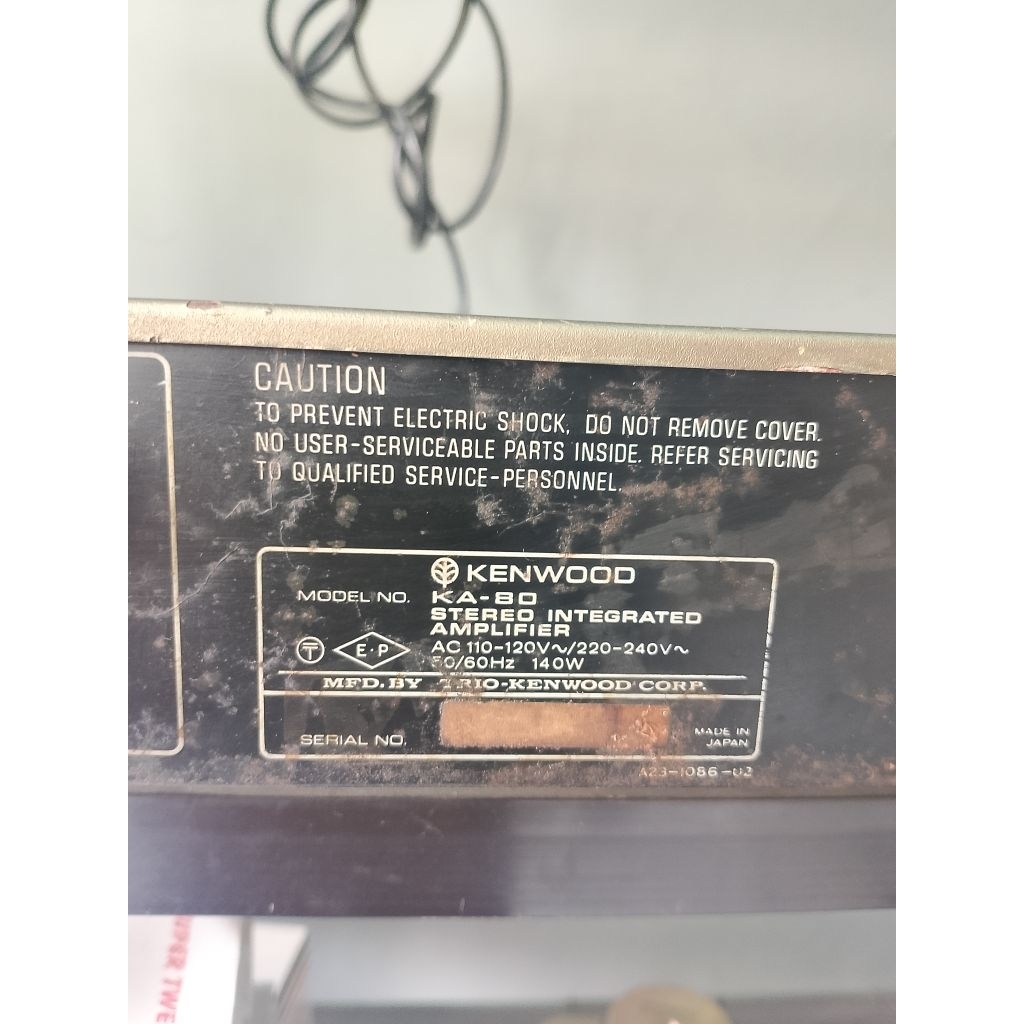 CAUTION
TO PREVENT ELECTRIC SHOCK, DO NOT REMOVE COVER.
NO USER-SERVICEABLE PARTS INSIDE. REFER SERVICING
TO QUALIFIED SERVICE-PERSONNEL.
KENWOOD
MODEL NO. KA-80
STEREO INTEGRATED
AMPLIFIER
T E·P AC 110-120V~/220-240V~
50/60Hz 140W
MFD.BY TRIO-KENWOOD CORP.
SERIAL NO.
MADE IN
JAPAN
A23-1086-02
UPER TWE